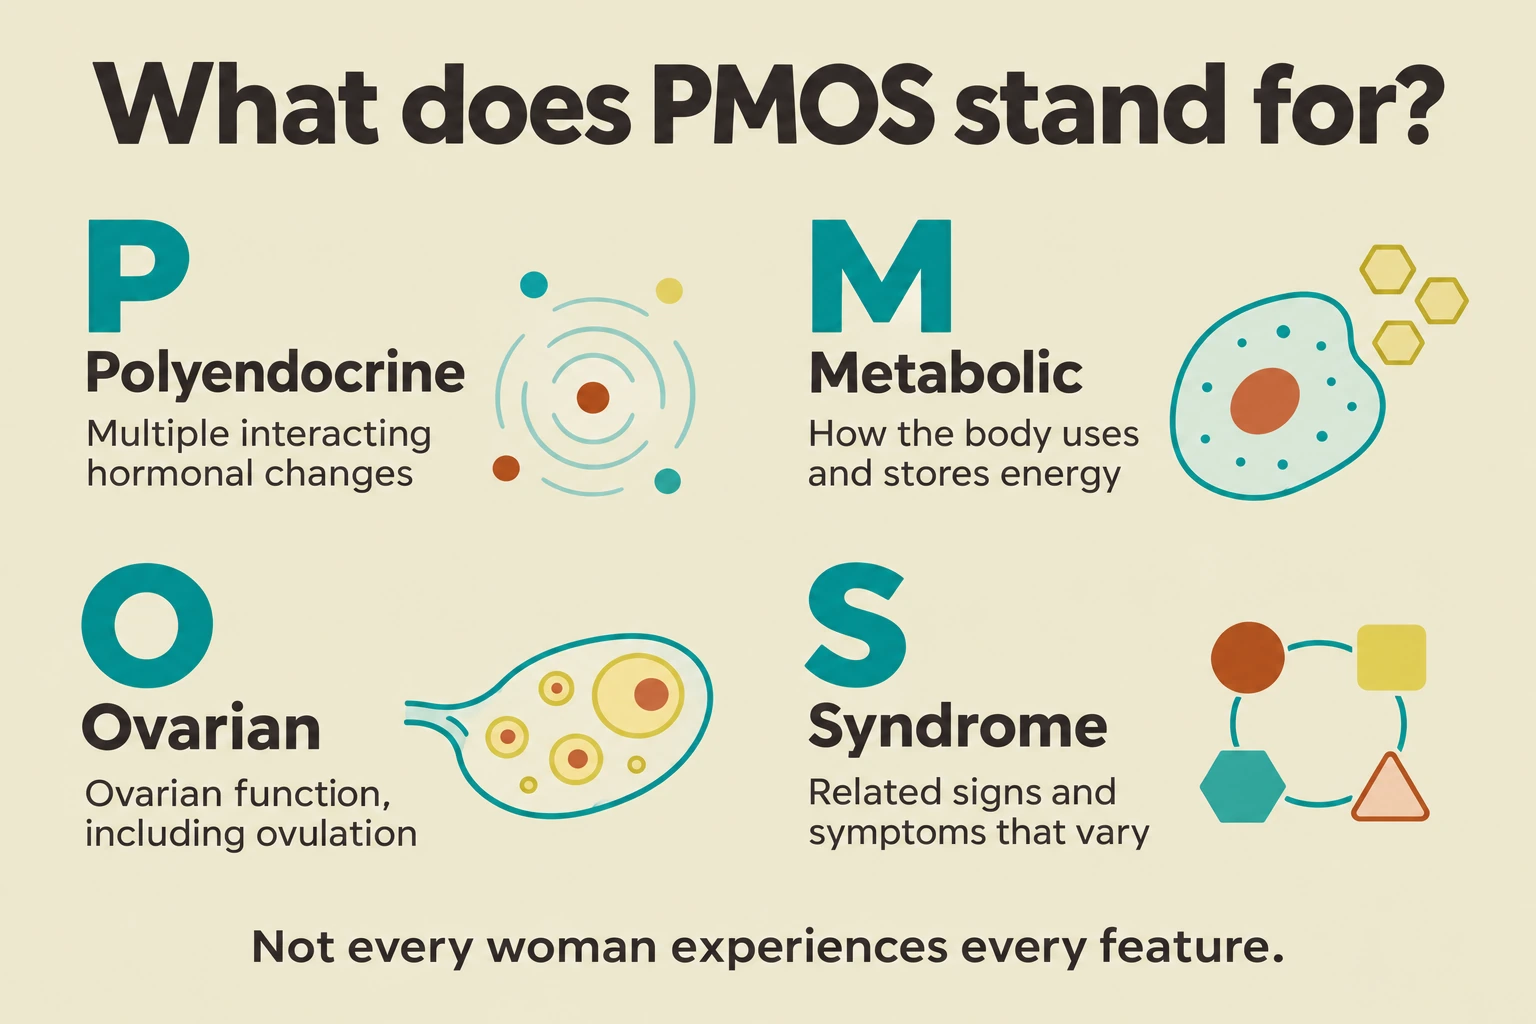 What does PMOS stand for?
P
Polyendocrine
Multiple interacting
hormonal changes
M
Metabolic
How the body uses
and stores energy
O
Ovarian
Ovarian function,
including ovulation
S
Syndrome
Related signs and
symptoms that vary
Not every woman experiences every feature.